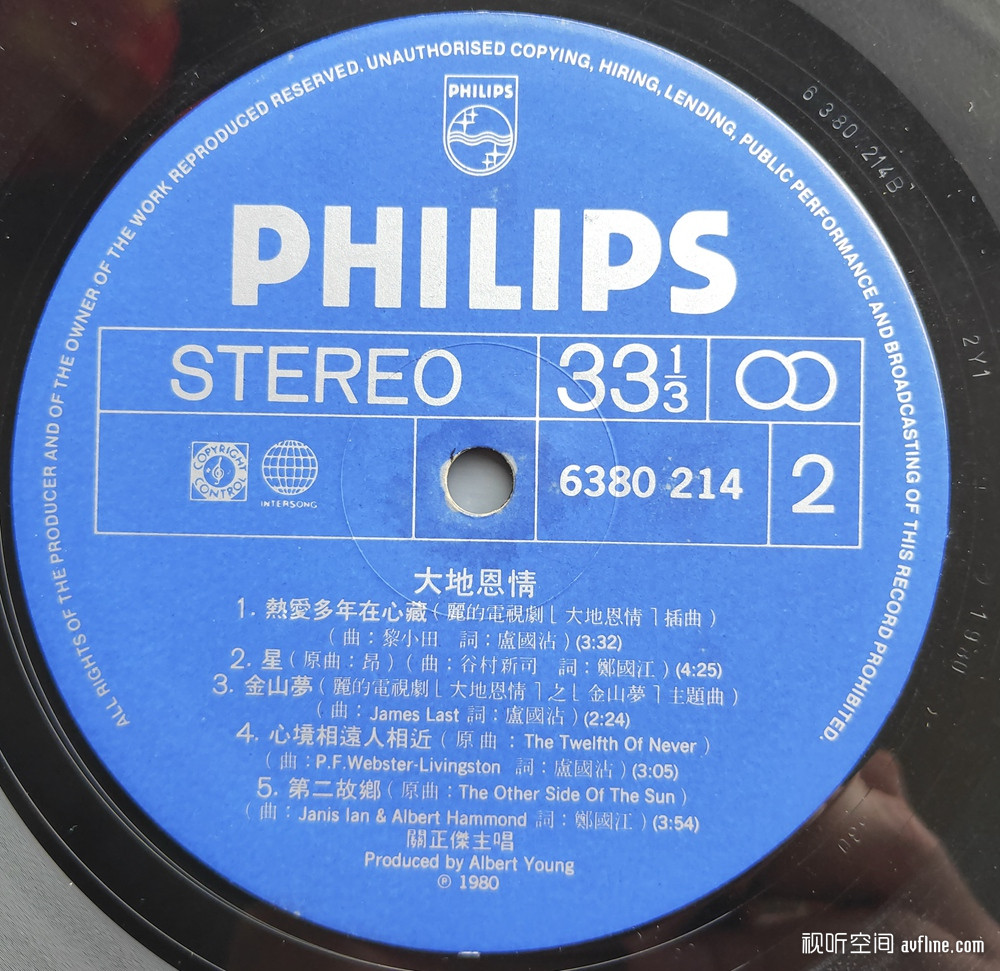 ALL RIGHTS OF THE PRODUCER AND OF THE OWNER OF THE WORK REPRODUCED RESERVED. UNAUTHORISED COPYING, HIRING, LENDING, PUBLIC PERFORMANCE AND BROADCASTING OF THIS RECORD PROHIBITED.
PHILIPS
6380.214B
PHILIPS
STEREO
33 1/3
2Y1
COPYRIGHT CONTROL
INTERSONG
6380 214
2
大地恩情
1. 熱愛多年在心藏(麗的電視劇「大地恩情」插曲)
(曲:黎小田 詞:盧國沾)(3:32)
2. 星(原曲:昂)(曲:谷村新司 詞:鄭國江)(4:25)
3. 金山夢(麗的電視劇「大地恩情」之「金山夢」主題曲)
(曲:James Last 詞:盧國沾)(2:24)
4. 心境相遠人相近(原曲:The Twelfth Of Never)
(曲:P.F.Webster-Livingston 詞:盧國沾)(3:05)
5. 第二故鄉(原曲:The Other Side Of The Sun)
(曲:Janis Ian & Albert Hammond 詞:鄭國江)(3:54)
關正傑主唱
Produced by Albert Young
℗ 1980
视听空间 avfline.com